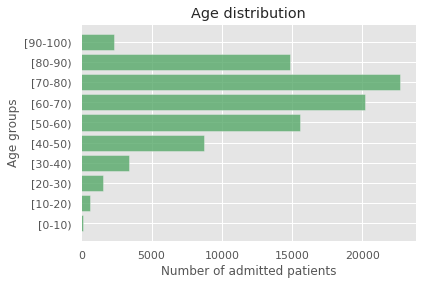 Age distribution
Age groups
[90-100)
[80-90)
[70-80)
[60-70)
[50-60)
[40-50)
[30-40)
[20-30)
[10-20)
[0-10)
0 5000 10000 15000 20000
Number of admitted patients